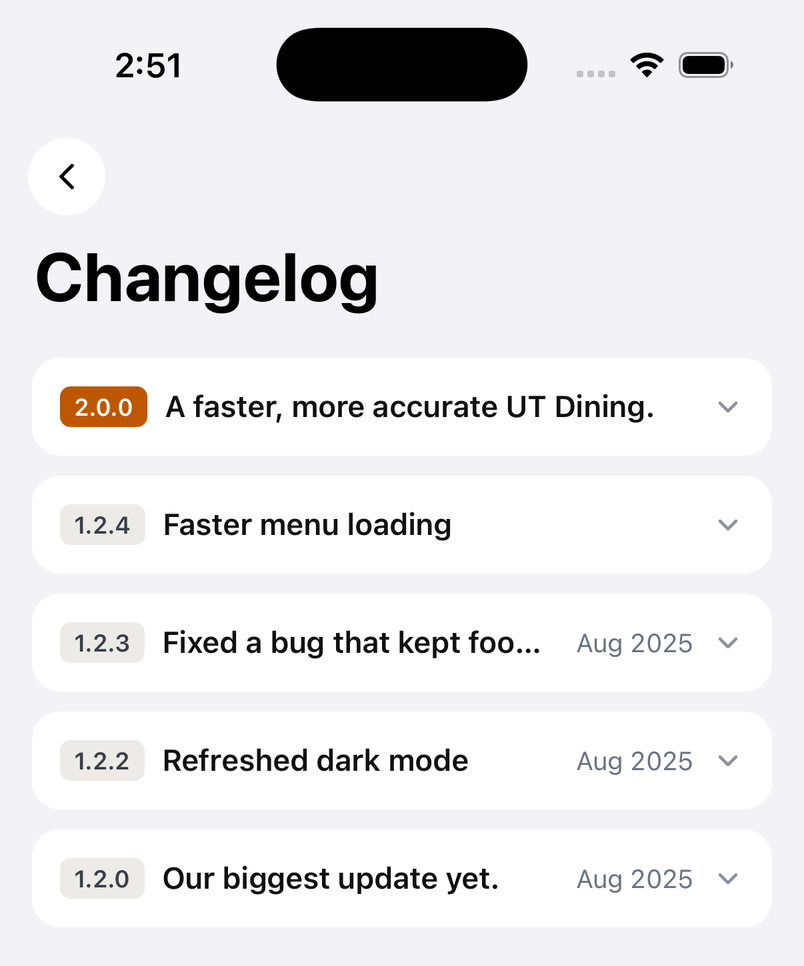 2:51
Changelog
2.0.0 A faster, more accurate UT Dining.
1.2.4 Faster menu loading
1.2.3 Fixed a bug that kept foo... Aug 2025
1.2.2 Refreshed dark mode Aug 2025
1.2.0 Our biggest update yet. Aug 2025